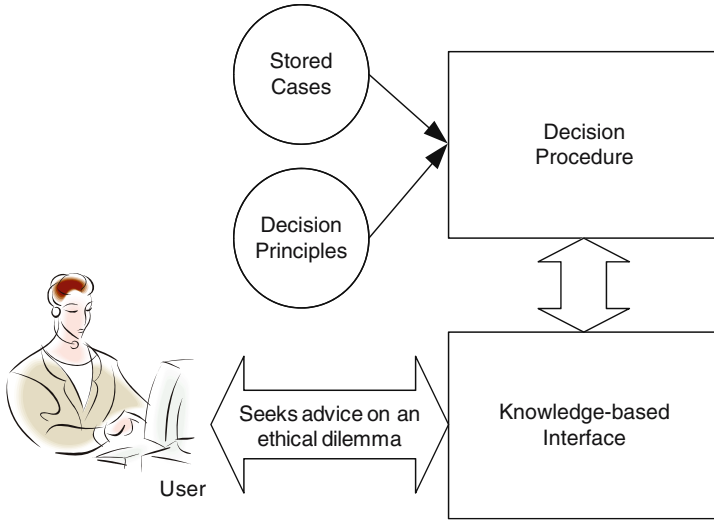 Stored
Cases
Decision
Procedure
Decision
Principles
Seeks advice on an
ethical dilemma
Knowledge-based
Interface
User